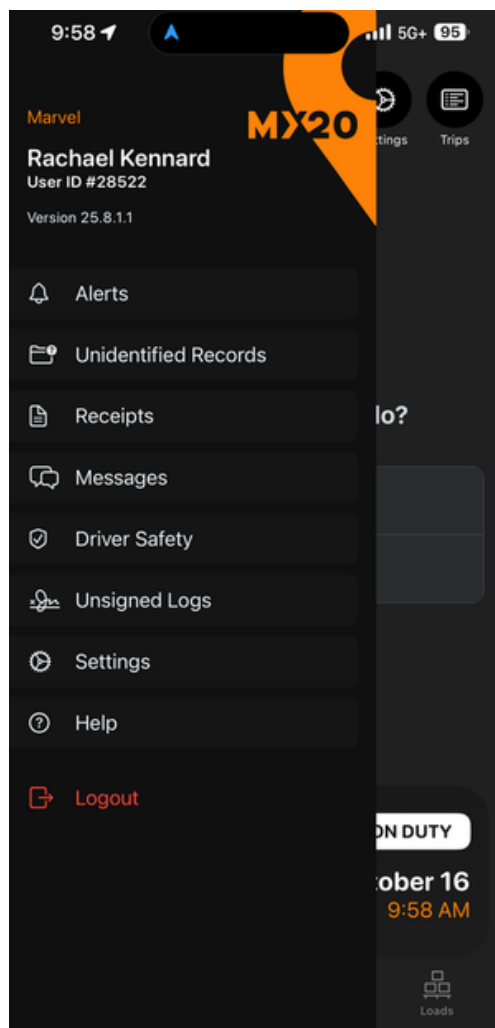 9:58
5G+ 95
Marvel
MX20
Rachael Kennard
User ID #28522
Version 25.8.1.1
ttings
Trips
Alerts
Unidentified Records
Receipts
lo?
Messages
Driver Safety
Unsigned Logs
Settings
Help
Logout
ON DUTY
ober 16
9:58 AM
Loads